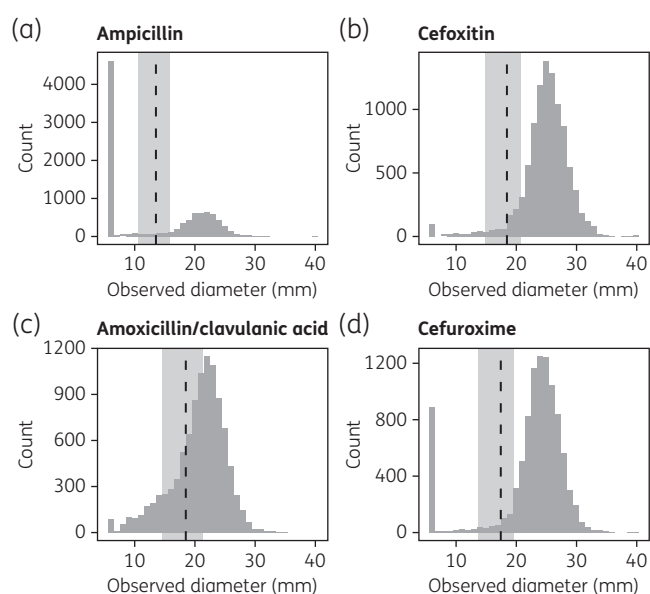 (a) Ampicillin
4000
3000
2000
1000
0
Count
10 20 30 40
Observed diameter (mm)
(b) Cefoxitin
1000
500
0
Count
10 20 30 40
Observed diameter (mm)
(c) Amoxicillin/clavulanic acid
1200
900
600
300
0
Count
10 20 30 40
Observed diameter (mm)
(d) Cefuroxime
1200
800
400
0
Count
10 20 30 40
Observed diameter (mm)